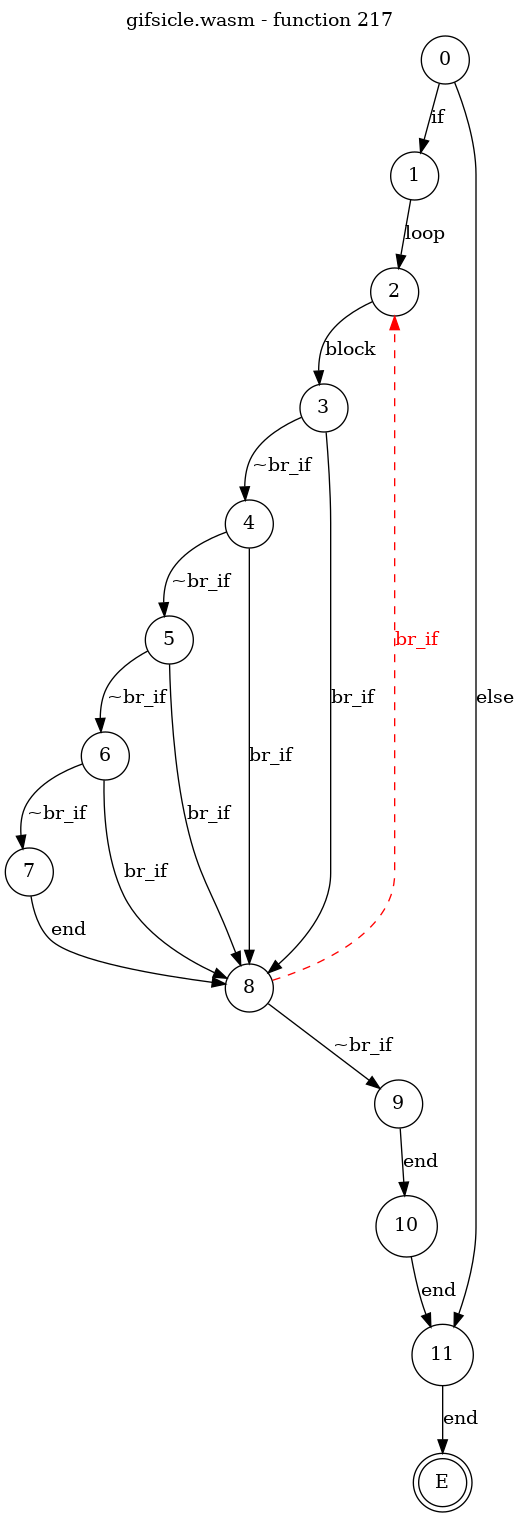 gifsicle.wasm - function 217
0
if
1
loop
2
block
3
~br_if
4
~br_if
5
br_if
else
~br_if
br_if
6
br_if
~br_if
br_if
7
br_if
end
8
~br_if
9
end
10
end
11
end
E